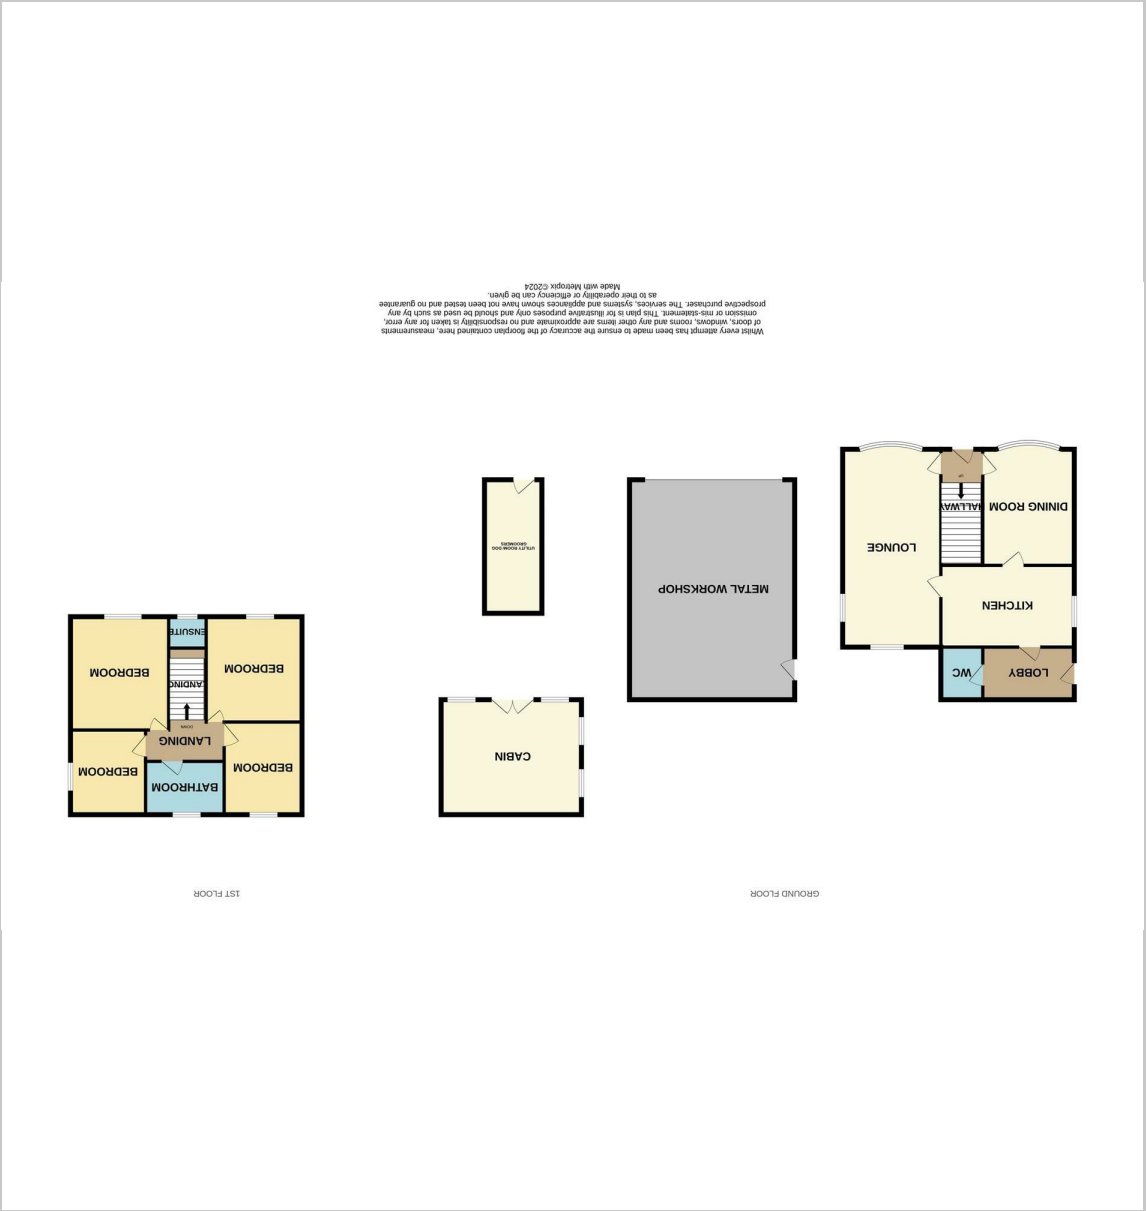 GROUND FLOOR
1ST FLOOR
LOBBY
WC
KITCHEN
LOUNGE
DINING ROOM
HALLWAY
UP
METAL WORKSHOP
CABIN
UTILITY ROOM DOG
GROOMERS
BEDROOM
BATHROOM
BEDROOM
LANDING
DOWN
LANDING
BEDROOM
BEDROOM
ENSUITE
Whilst every attempt has been made to ensure the accuracy of the floorplan contained here, measurements
of doors, windows, rooms and any other items are approximate and no responsibility is taken for any error,
omission or mis-statement. This plan is for illustrative purposes only and should be used as such by any
prospective purchaser. The services, systems and appliances shown have not been tested and no guarantee
as to their operability or efficiency can be given.
Made with Metropix ©2024